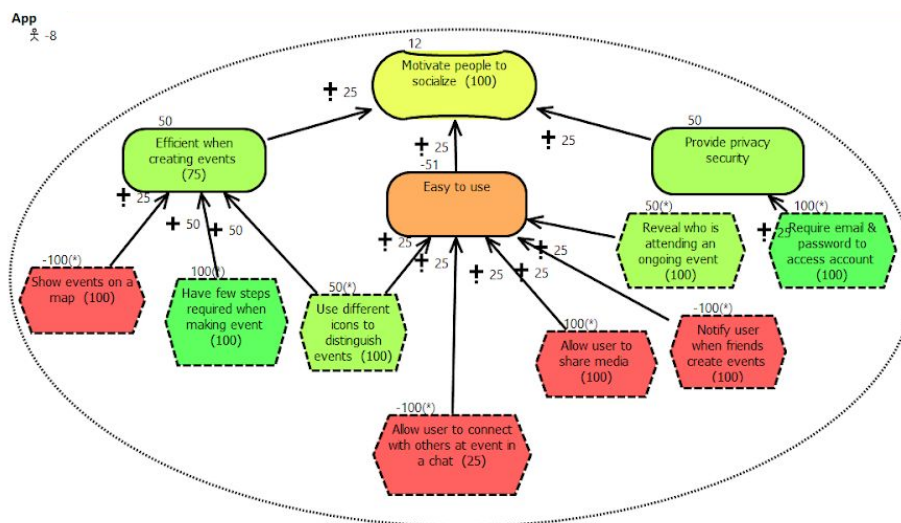 App
-8
12
Motivate people to
socialize (100)
25
25
25
50
Efficient when
creating events
(75)
-51
Easy to use
50
Provide privacy
security
25
50
50
25
25
25
25
25
25
-100(*)
Show events on a
map (100)
100(*)
Have few steps
required when
making event
(100)
50(*)
Use different
icons to
distinguish
events (100)
50(*)
Reveal who is
attending an
ongoing event
(100)
100(*)
Require email &
password to
access account
(100)
100(*)
Allow user to
share media
(100)
-100(*)
Notify user
when friends
create events
(100)
-100(*)
Allow user to connect
with others at event in
a chat (25)